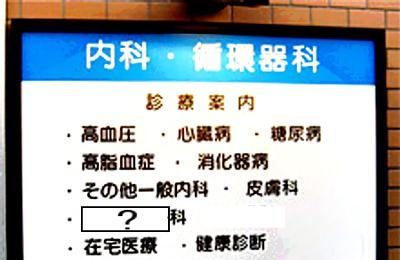 内科・循環器科
診療案内
・高血圧 ・心臓病 ・糖尿病
・高脂血症 ・消化器病
・その他一般内科 ・皮膚科
・?科
・在宅医療 ・健康診断